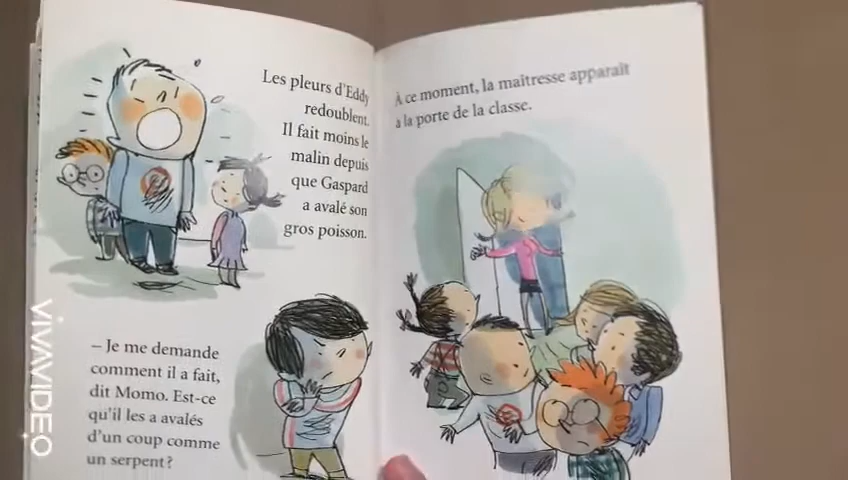 Les pleurs d'Eddy
redoublent.
Il fait moins le
malin depuis
que Gaspard
a avalé son
gros poisson.
– Je me demande
comment il a fait,
dit Momo. Est-ce
qu'il les a avalés
d'un coup comme
un serpent?
À ce moment, la maîtresse apparaît
à la porte de la classe.
VIVAVIDEO